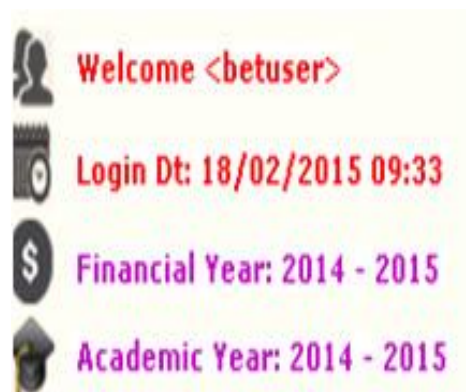 Welcome <betuser>
Login Dt: 18/02/2015 09:33
$
Financial Year: 2014 - 2015
Academic Year: 2014 - 2015